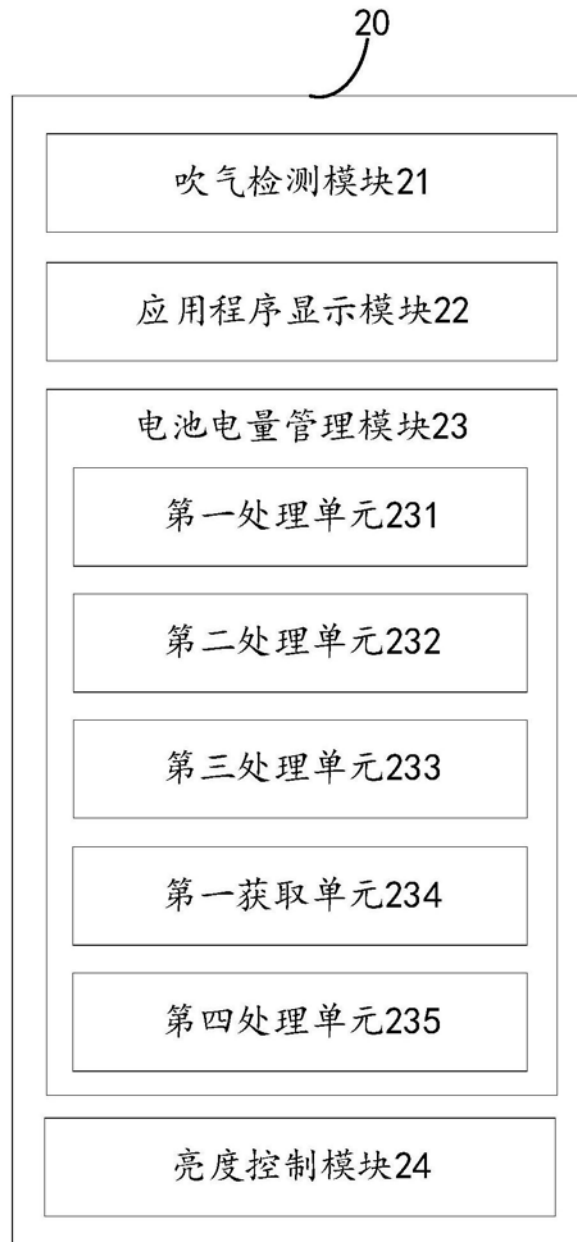 20
吹气检测模块21
应用程序显示模块22
电池电量管理模块23
第一处理单元231
第二处理单元232
第三处理单元233
第一获取单元234
第四处理单元235
亮度控制模块24